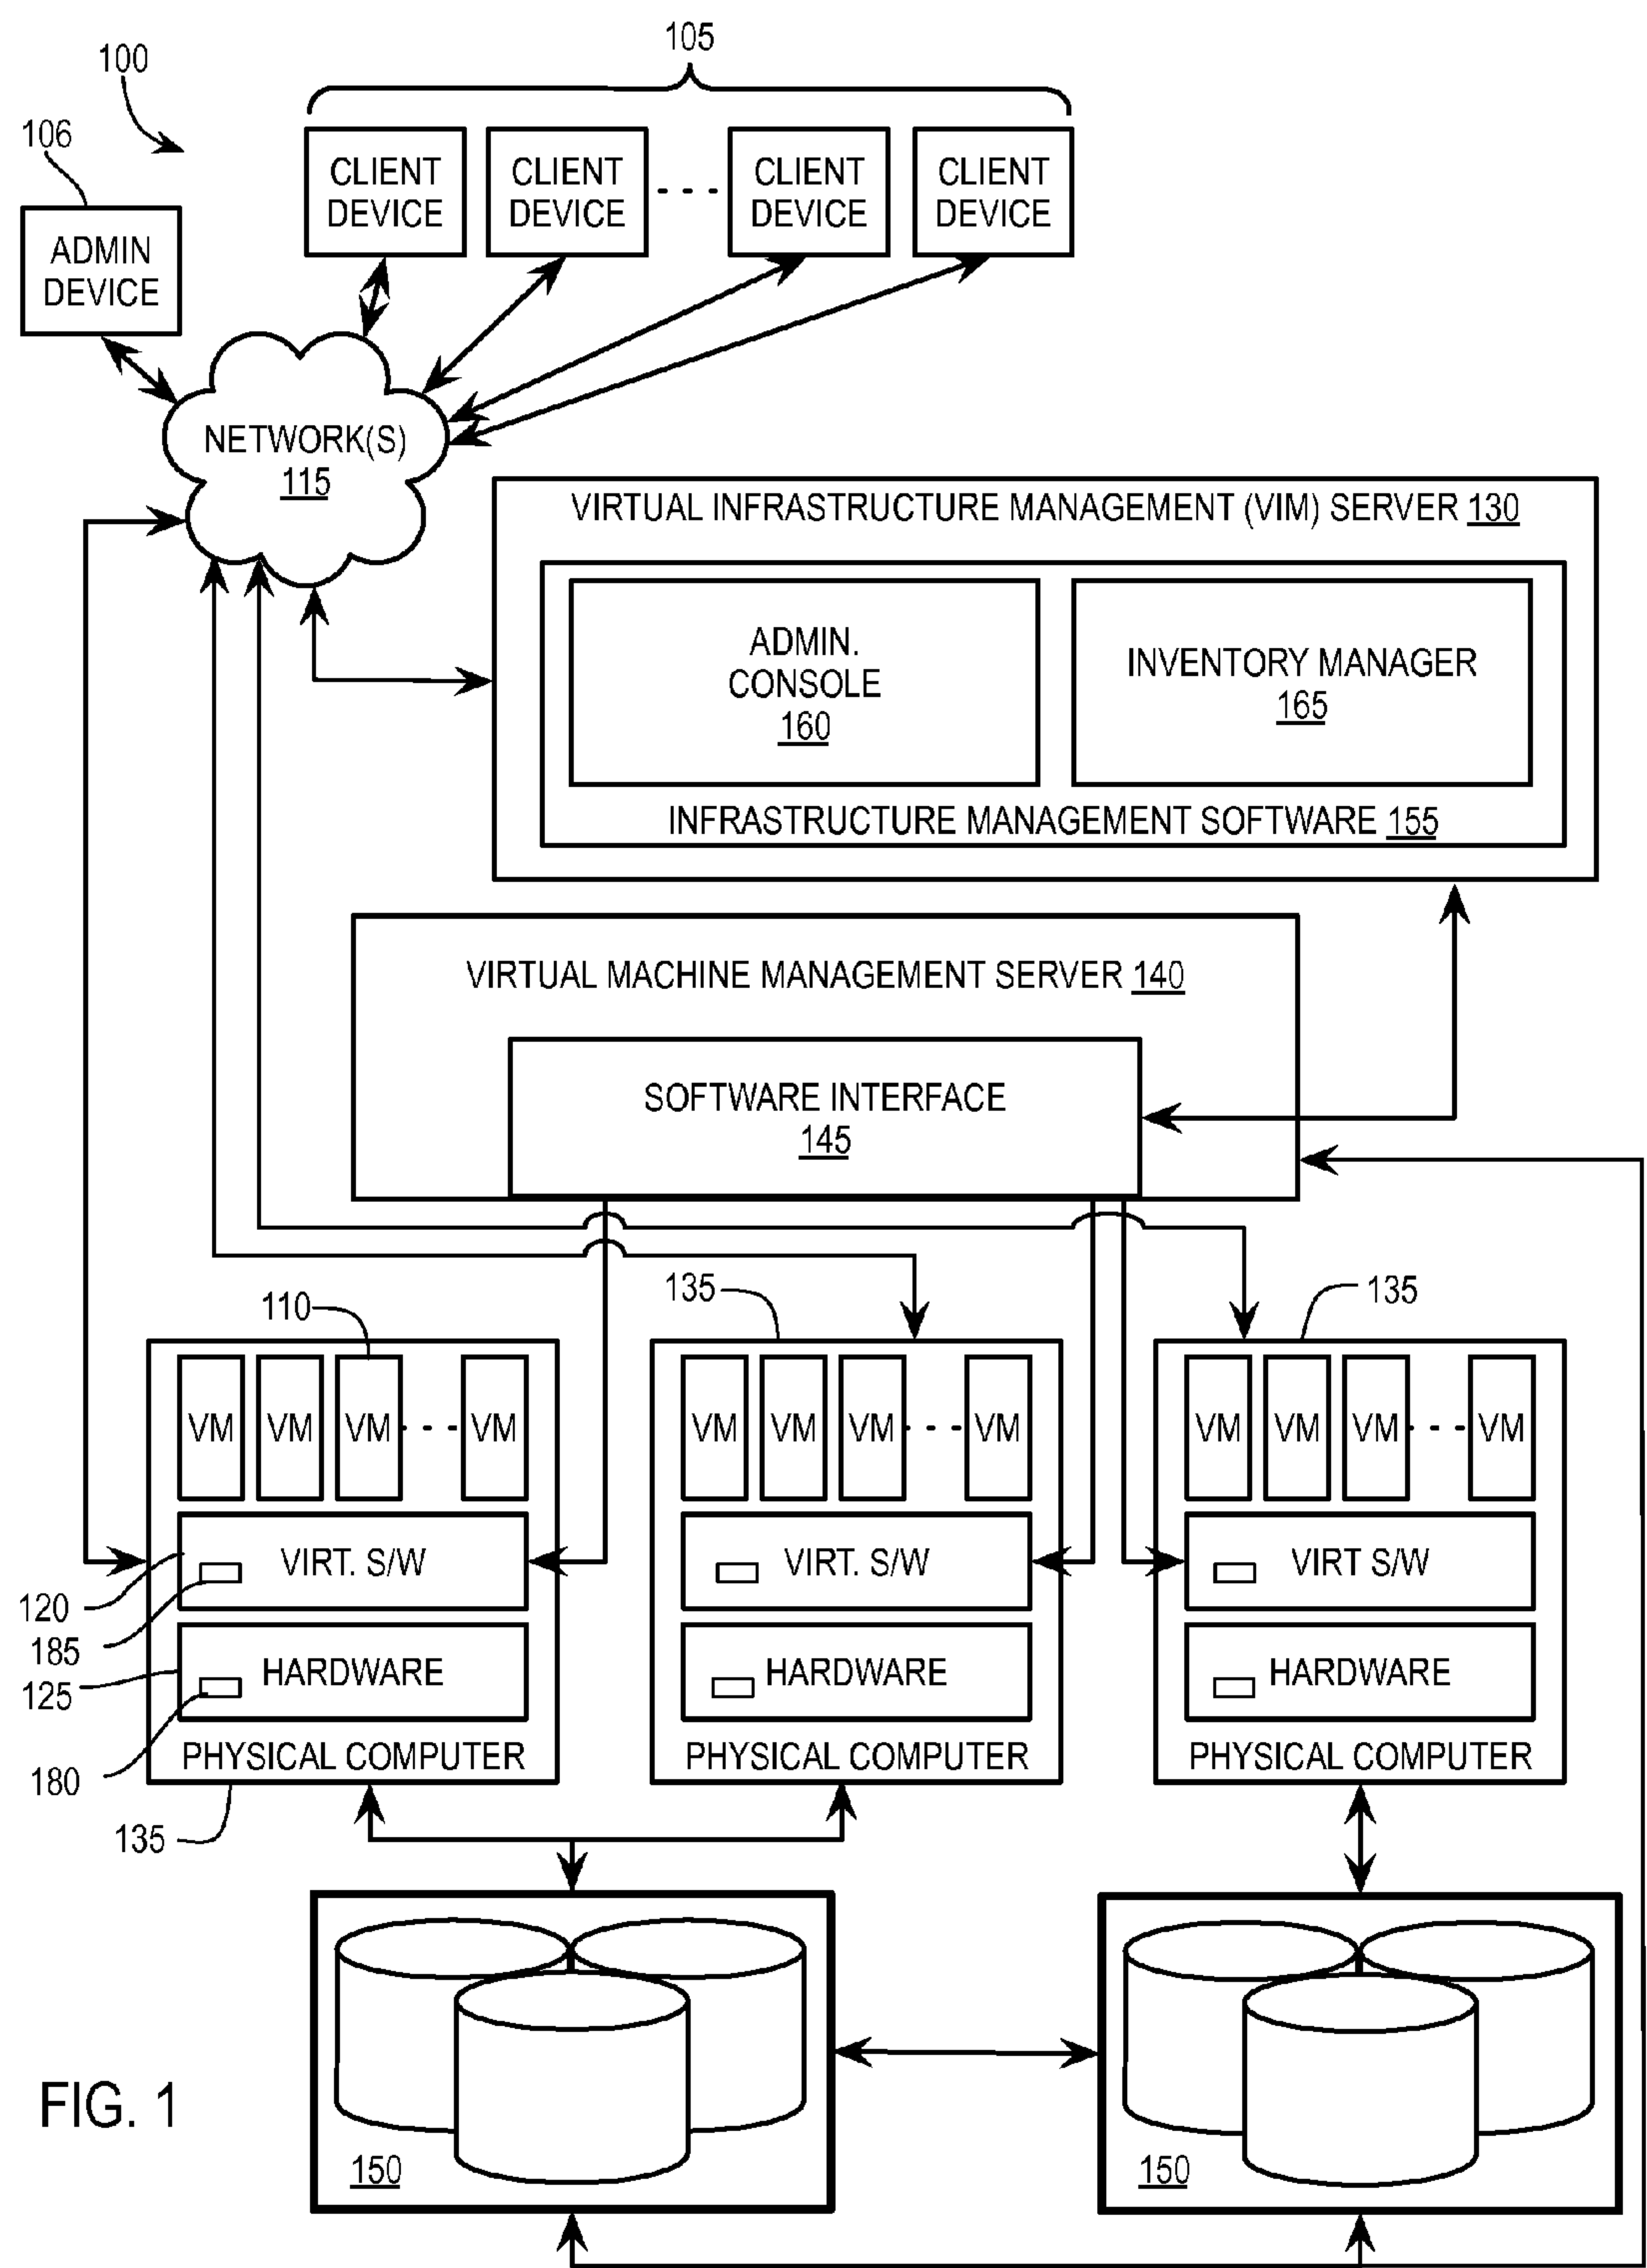 105
100
106
CLIENT
DEVICE
CLIENT
DEVICE
CLIENT
DEVICE
CLIENT
DEVICE
ADMIN
DEVICE
NETWORK(S)
115
VIRTUAL INFRASTRUCTURE MANAGEMENT (VIM) SERVER 130
ADMIN.
CONSOLE
160
INVENTORY MANAGER
165
INFRASTRUCTURE MANAGEMENT SOFTWARE 155
VIRTUAL MACHINE MANAGEMENT SERVER 140
SOFTWARE INTERFACE
145
110
135
135
VM VM VM VM
VM VM VM VM
VM VM VM VM
VIRT. S/W
VIRT. S/W
VIRT S/W
120
185
125
HARDWARE
HARDWARE
HARDWARE
180
PHYSICAL COMPUTER
PHYSICAL COMPUTER
PHYSICAL COMPUTER
135
FIG. 1
150
150